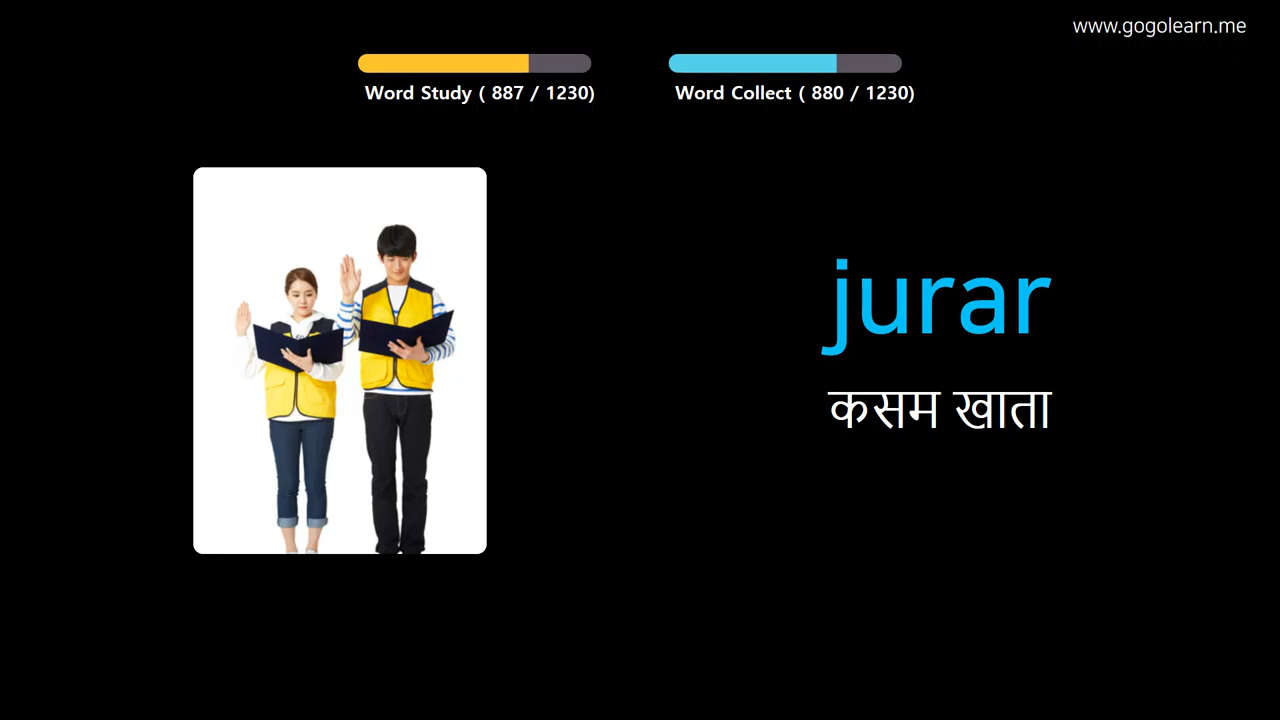 www.gogolearn.me
Word Study ( 887 / 1230)
Word Collect ( 880 / 1230)
jurar
कसम खाता